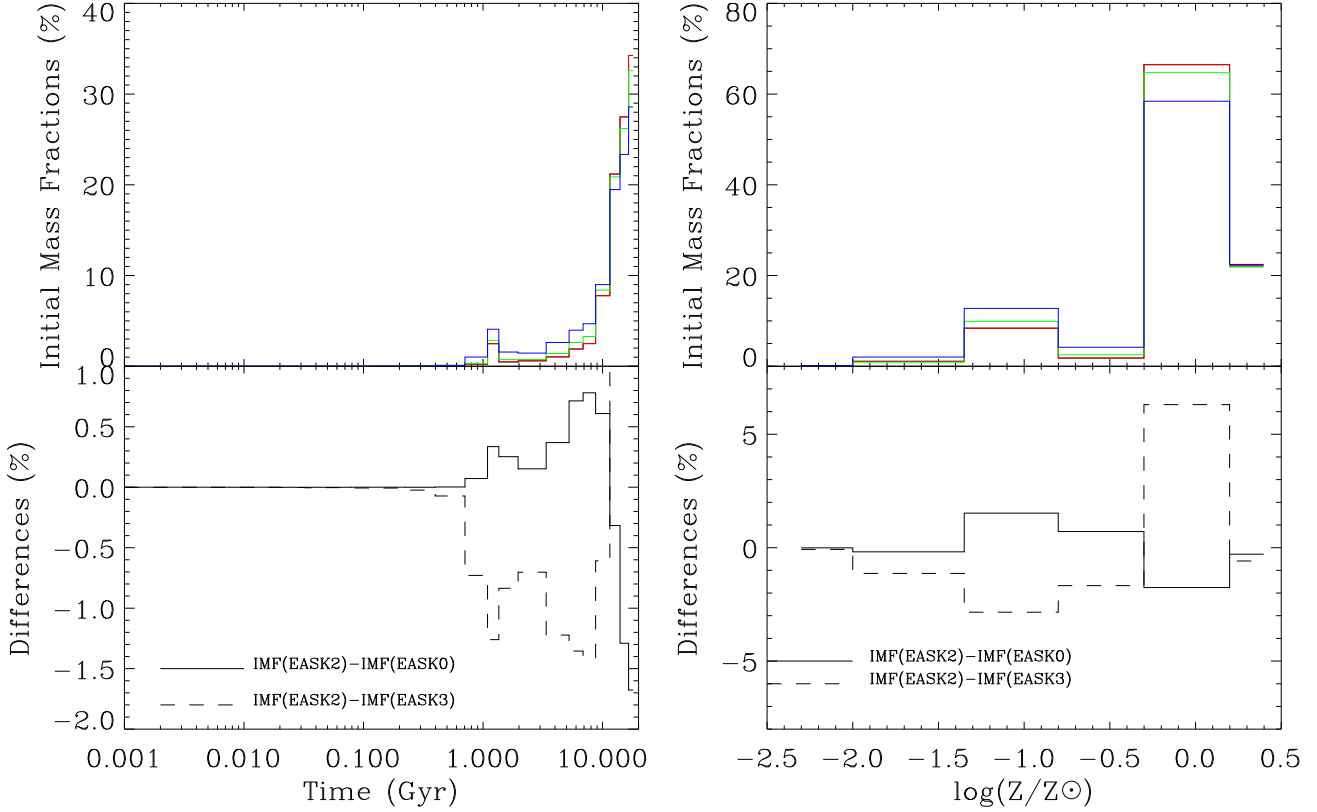 Initial Mass Fractions (%)
40
30
20
10
0
Differences (%)
1.0
0.5
0.0
−0.5
−1.0
−1.5
−2.0
IMF(EASK2)−IMF(EASK0)
IMF(EASK2)−IMF(EASK3)
0.001 0.010 0.100 1.000 10.000
Time (Gyr)
Initial Mass Fractions (%)
80
60
40
20
0
Differences (%)
5
0
−5
IMF(EASK2)−IMF(EASK0)
IMF(EASK2)−IMF(EASK3)
−2.5 −2.0 −1.5 −1.0 −0.5 0.0 0.5
log(Z/Z⊙)